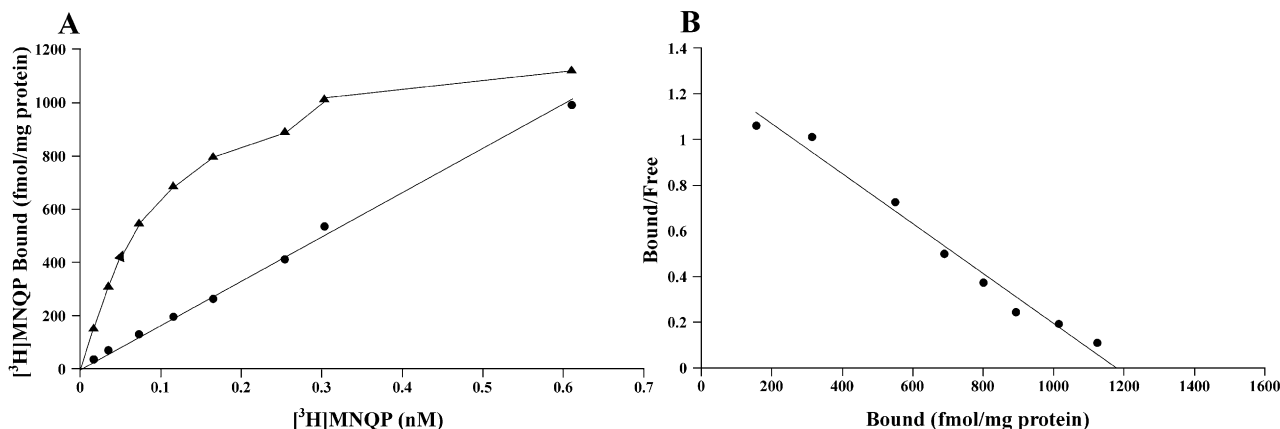 A
[³H]MNQP Bound (fmol/mg protein)
1200
1000
800
600
400
200
0
0 0.1 0.2 0.3 0.4 0.5 0.6 0.7
[³H]MNQP (nM)
B
Bound/Free
1.4
1.2
1
0.8
0.6
0.4
0.2
0
0 200 400 600 800 1000 1200 1400 1600
Bound (fmol/mg protein)